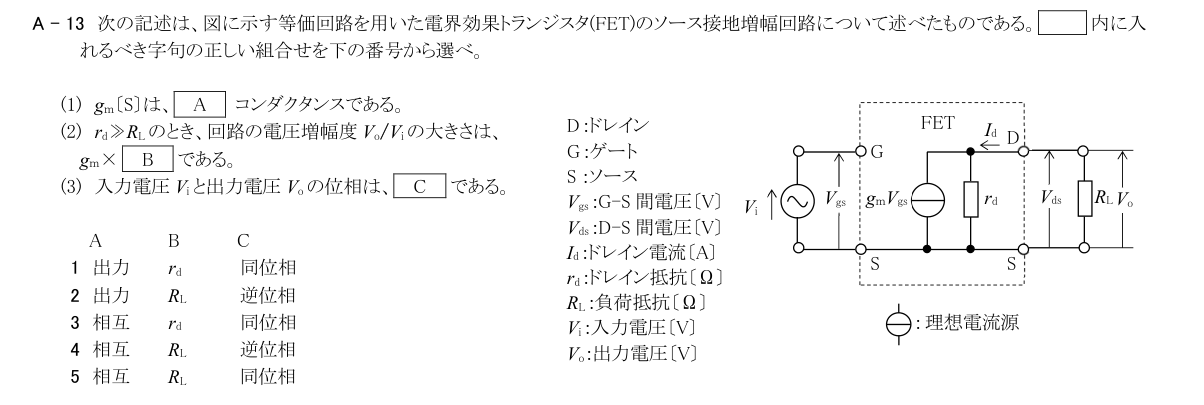 A－13 次の記述は、図に示す等価回路を用いた電界効果トランジスタ(FET)のソース接地増幅回路について述べたものである。　　　内に入
れるべき字句の正しい組合せを下の番号から選べ。
(1) gm〔S〕は、 A コンダクタンスである。
(2) rd≫RLのとき、回路の電圧増幅度 Vo/Viの大きさは、
gm× B である。
(3) 入力電圧 Viと出力電圧 Voの位相は、 C である。
A B C
1 出力 rd 同位相
2 出力 RL 逆位相
3 相互 rd 同位相
4 相互 RL 逆位相
5 相互 RL 同位相
D:ドレイン
G:ゲート
S:ソース
Vgs:G-S 間電圧〔V〕
Vds:D-S 間電圧〔V〕
Id:ドレイン電流〔A〕
rd:ドレイン抵抗〔Ω〕
RL:負荷抵抗〔Ω〕
Vi:入力電圧〔V〕
Vo:出力電圧〔V〕
FET
Id D
G
Vi Vgs gmVgs rd Vds RL Vo
S S
:理想電流源